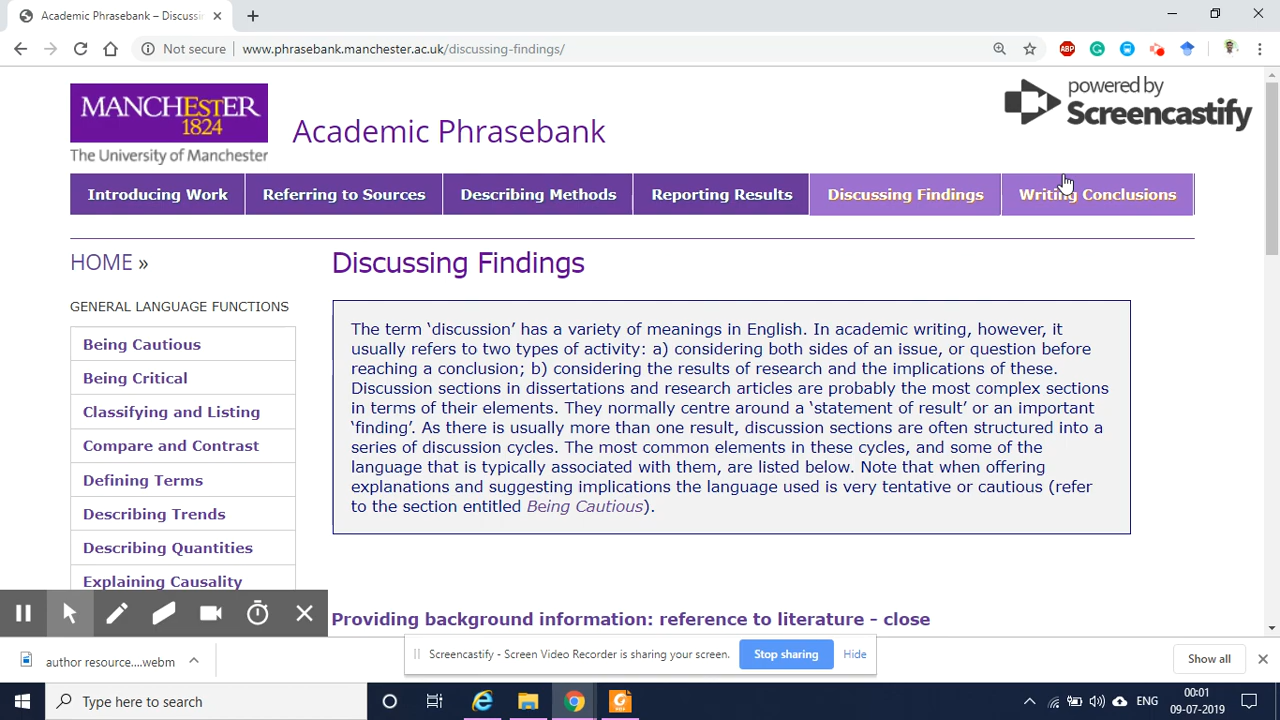 Academic Phrasebank – Discussi
Not secure
www.phrasebank.manchester.ac.uk/discussing-findings/
ABP
MANCHESTER
1824
The University of Manchester
Academic Phrasebank
powered by
Screencastify
Introducing Work
Referring to Sources
Describing Methods
Reporting Results
Discussing Findings
Writing Conclusions
HOME »
GENERAL LANGUAGE FUNCTIONS
Being Cautious
Being Critical
Classifying and Listing
Compare and Contrast
Defining Terms
Describing Trends
Describing Quantities
Explaining Causality
Discussing Findings
The term ‘discussion’ has a variety of meanings in English. In academic writing, however, it
usually refers to two types of activity: a) considering both sides of an issue, or question before
reaching a conclusion; b) considering the results of research and the implications of these.
Discussion sections in dissertations and research articles are probably the most complex sections
in terms of their elements. They normally centre around a ‘statement of result’ or an important
‘finding’. As there is usually more than one result, discussion sections are often structured into a
series of discussion cycles. The most common elements in these cycles, and some of the
language that is typically associated with them, are listed below. Note that when offering
explanations and suggesting implications the language used is very tentative or cautious (refer
to the section entitled Being Cautious).
Providing background information: reference to literature - close
Screencastify - Screen Video Recorder is sharing your screen.
Stop sharing
Hide
author resource....webm
Show all
Type here to search
ENG
00:01
09-07-2019